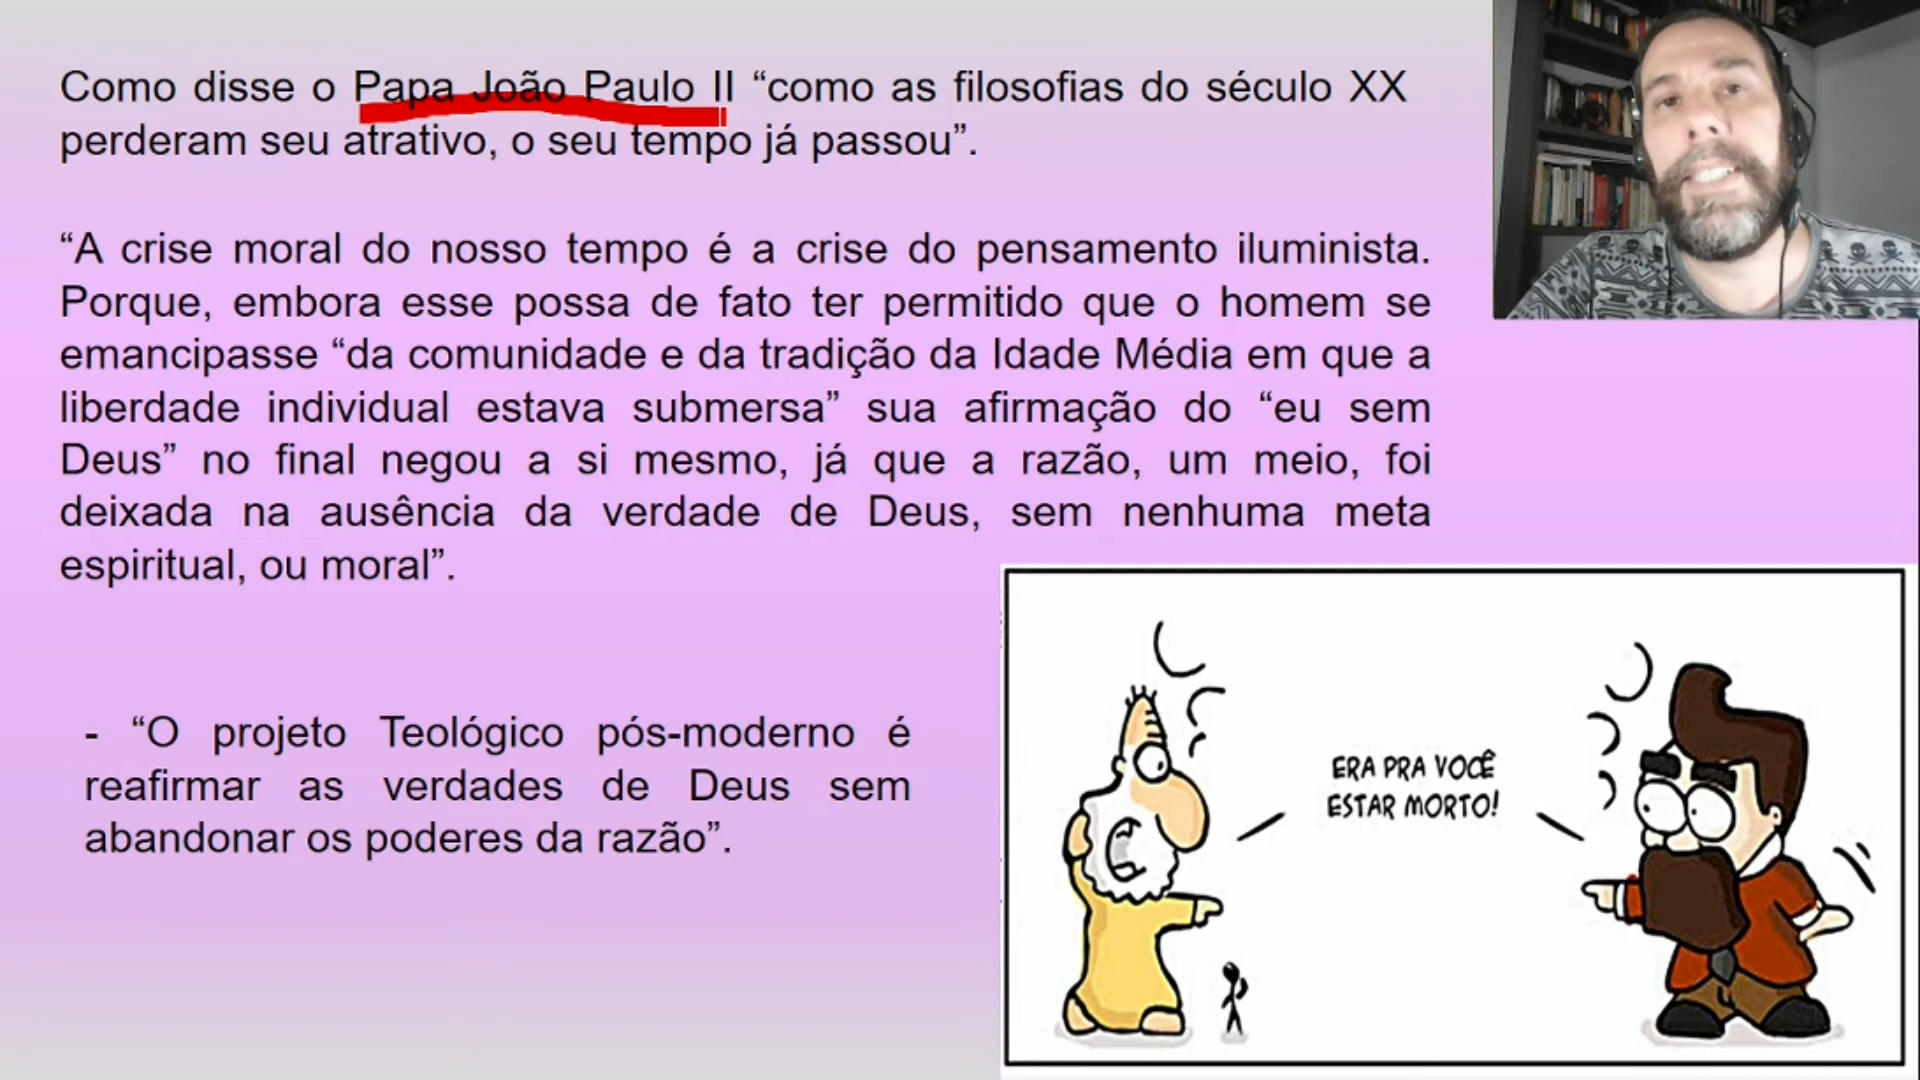 Como disse o Papa João Paulo II “como as filosofias do século XX
perderam seu atrativo, o seu tempo já passou”.
“A crise moral do nosso tempo é a crise do pensamento iluminista.
Porque, embora esse possa de fato ter permitido que o homem se
emancipasse “da comunidade e da tradição da Idade Média em que a
liberdade individual estava submersa” sua afirmação do “eu sem
Deus” no final negou a si mesmo, já que a razão, um meio, foi
deixada na ausência da verdade de Deus, sem nenhuma meta
espiritual, ou moral”.
- “O projeto Teológico pós-moderno é
reafirmar as verdades de Deus sem
abandonar os poderes da razão”.
ERA PRA VOCÊ
ESTAR MORTO!